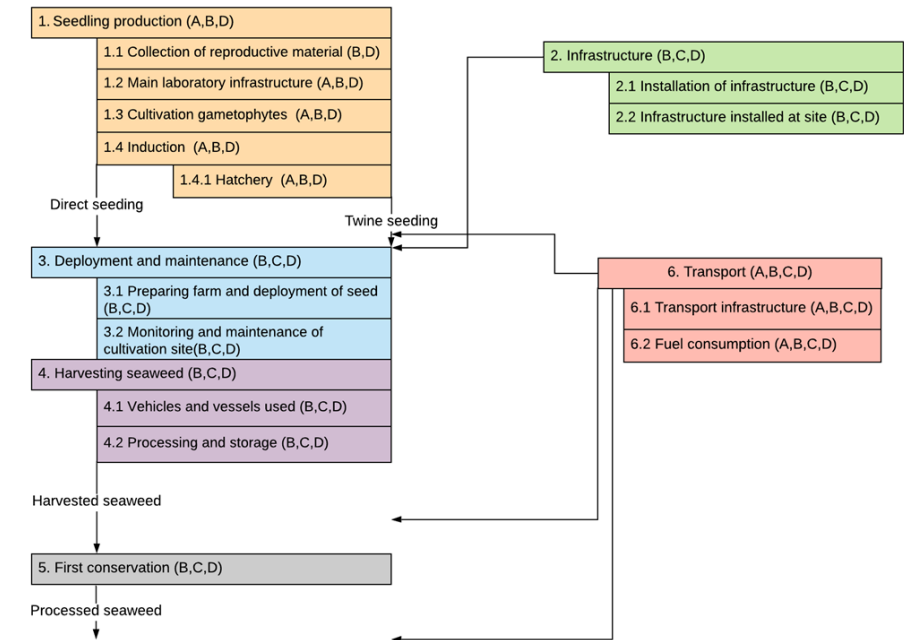 1. Seedling production (A,B,D)
1.1 Collection of reproductive material (B,D)
1.2 Main laboratory infrastructure (A,B,D)
1.3 Cultivation gametophytes (A,B,D)
1.4 Induction (A,B,D)
1.4.1 Hatchery (A,B,D)
Direct seeding
Twine seeding
2. Infrastructure (B,C,D)
2.1 Installation of infrastructure (B,C,D)
2.2 Infrastructure installed at site (B,C,D)
3. Deployment and maintenance (B,C,D)
3.1 Preparing farm and deployment of seed
(B,C,D)
3.2 Monitoring and maintenance of
cultivation site(B,C,D)
4. Harvesting seaweed (B,C,D)
4.1 Vehicles and vessels used (B,C,D)
4.2 Processing and storage (B,C,D)
6. Transport (A,B,C,D)
6.1 Transport infrastructure (A,B,C,D)
6.2 Fuel consumption (A,B,C,D)
Harvested seaweed
5. First conservation (B,C,D)
Processed seaweed